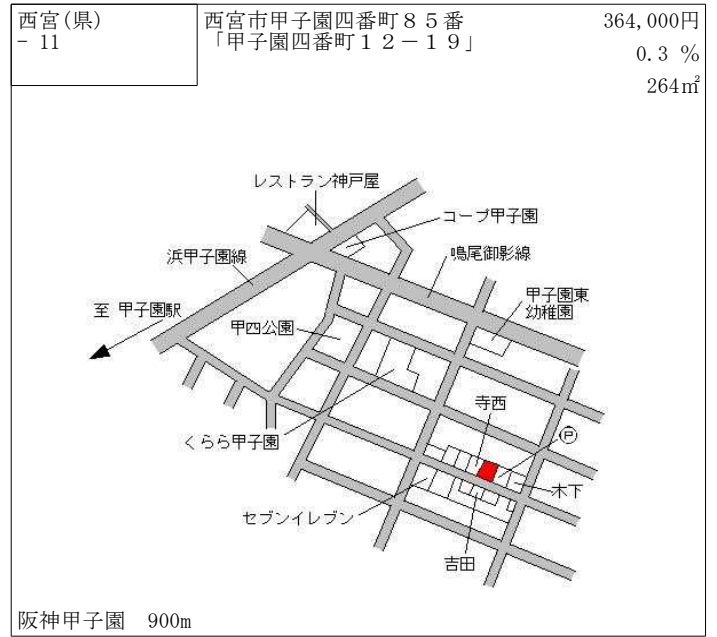 西宮(県)
- 11
西宮市甲子園四番町８５番
「甲子園四番町１２－１９」
364,000円
0.3 %
264㎡
レストラン神戸屋
コープ甲子園
浜甲子園線
鳴尾御影線
至 甲子園駅
甲子園東
幼稚園
甲四公園
寺西
Ⓟ
くらら甲子園
木下
セブンイレブン
吉田
阪神甲子園　900m